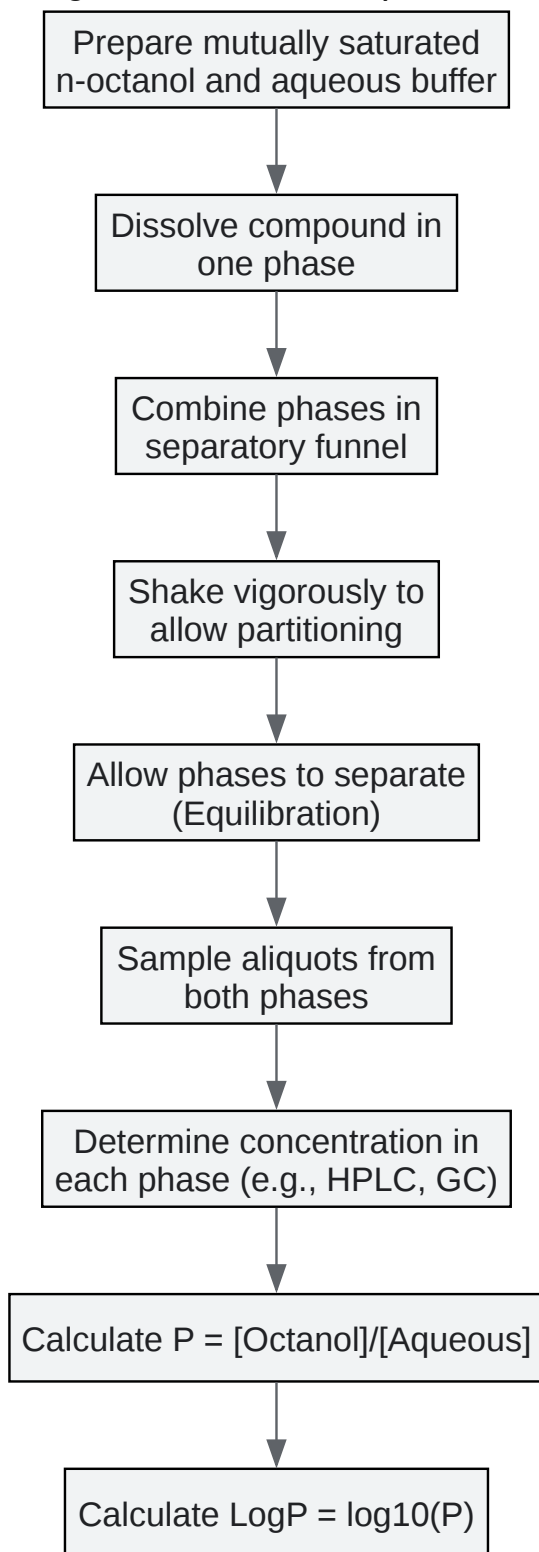 Prepare mutually saturated
n-octanol and aqueous buffer
Dissolve compound in
one phase
Combine phases in
separatory funnel
Shake vigorously to
allow partitioning
Allow phases to separate
(Equilibration)
Sample aliquots from
both phases
Determine concentration in
each phase (e.g., HPLC, GC)
Calculate P = [Octanol]/[Aqueous]
Calculate LogP = log10(P)